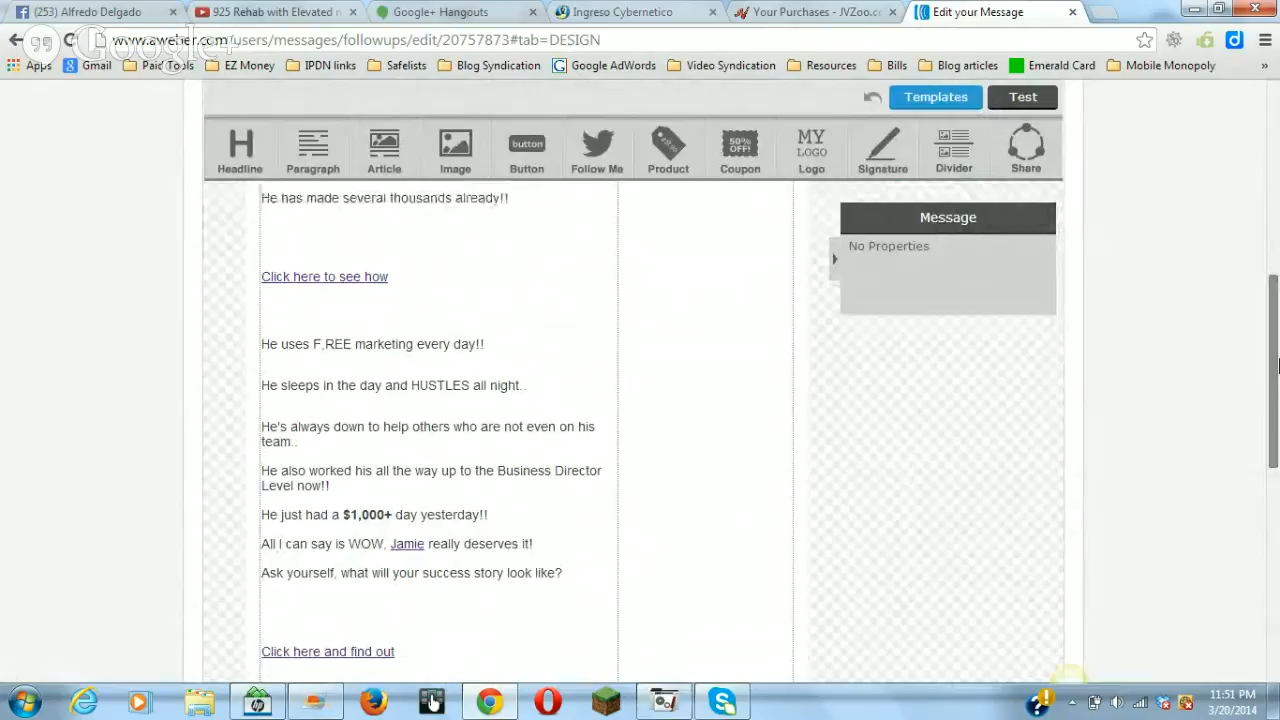 (253) Alfredo Delgado
925 Rehab with Elevated n
Google+ Hangouts
Ingreso Cybernetico
Your Purchases - JVZoo.c
Edit your Message
Google
www.aweber.com/users/messages/followups/edit/20757873#tab=DESIGN
Apps
Gmail
Paid Tools
EZ Money
IPDN links
Safelists
Blog Syndication
Google AdWords
Video Syndication
Resources
Bills
Blog articles
Emerald Card
Mobile Monopoly
»
Templates
Test
H
button
50%
OFF!
MY
LOGO
Headline
Paragraph
Article
Image
Button
Follow Me
Product
Coupon
Logo
Signature
Divider
Share
He has made several thousands already!!
Click here to see how
He uses F.REE marketing every day!!
He sleeps in the day and HUSTLES all night..
He's always down to help others who are not even on his
team..
He also worked his all the way up to the Business Director
Level now!!
He just had a $1,000+ day yesterday!!
All I can say is WOW, Jamie really deserves it!
Ask yourself, what will your success story look like?
Click here and find out
Message
No Properties
11:51 PM
3/20/2014